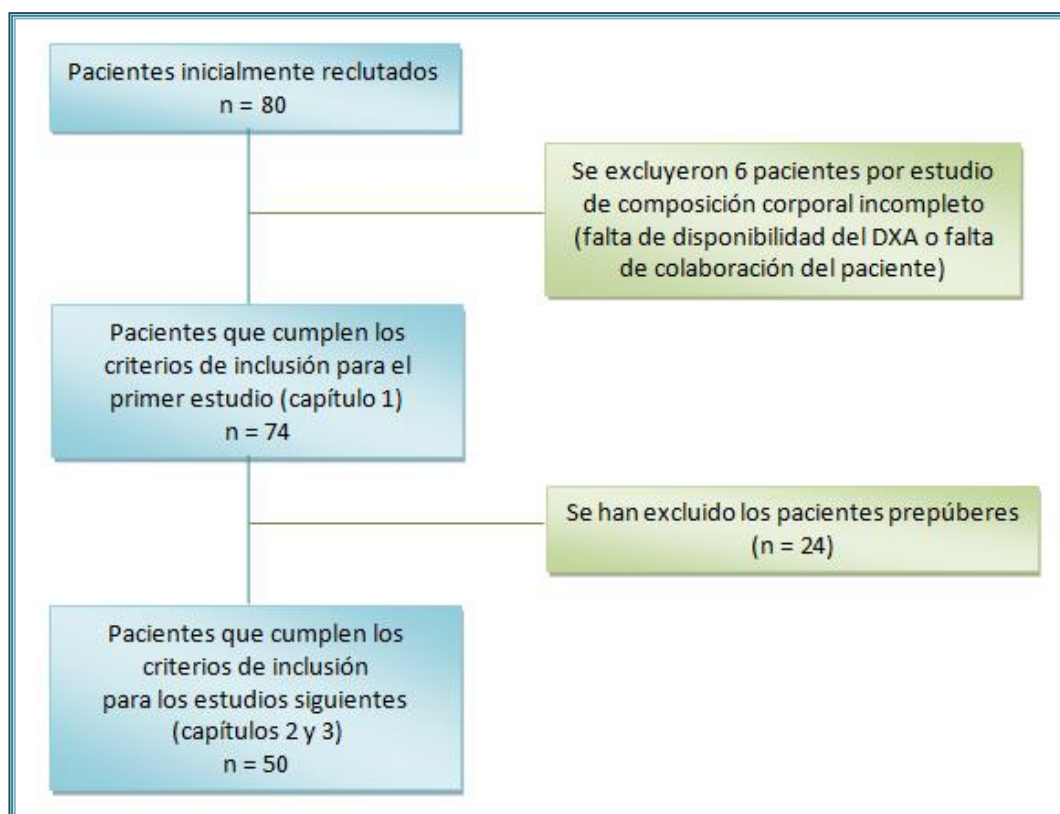 Pacientes inicialmente reclutados
n = 80
Se excluyeron 6 pacientes por estudio
de composición corporal incompleto
(falta de disponibilidad del DXA o falta
de colaboración del paciente)
Pacientes que cumplen los
criterios de inclusión para el
primer estudio (capítulo 1)
n = 74
Se han excluido los pacientes prepúberes
(n = 24)
Pacientes que cumplen los
criterios de inclusión
para los estudios siguientes
(capítulos 2 y 3)
n = 50